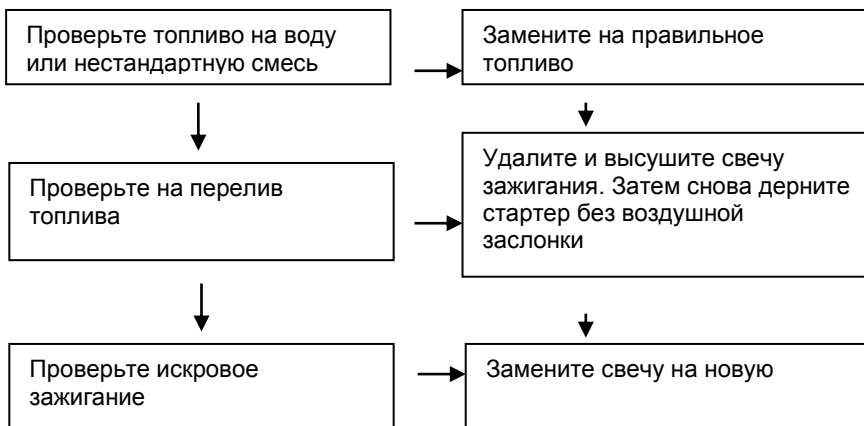 Проверьте топливо на воду
или нестандартную смесь
Замените на правильное
топливо
Проверьте на перелив
топлива
Удалите и высушите свечу
зажигания. Затем снова дерните
стартер без воздушной
заслонки
Проверьте искровое
зажигание
Замените свечу на новую